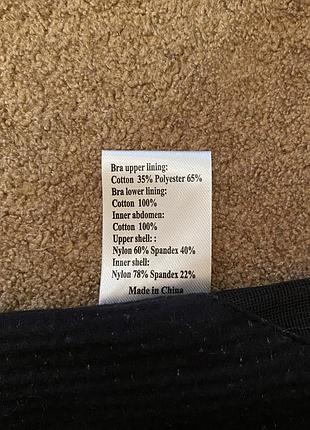 Bra upper lining:
Cotton 35% Polyester 65%
Bra lower lining:
Cotton 100%
Inner abdomen:
Cotton 100%
Upper shell: :
Nylon 60% Spandex 40%
Inner shell:
Nylon 78% Spandex 22%
Made in China